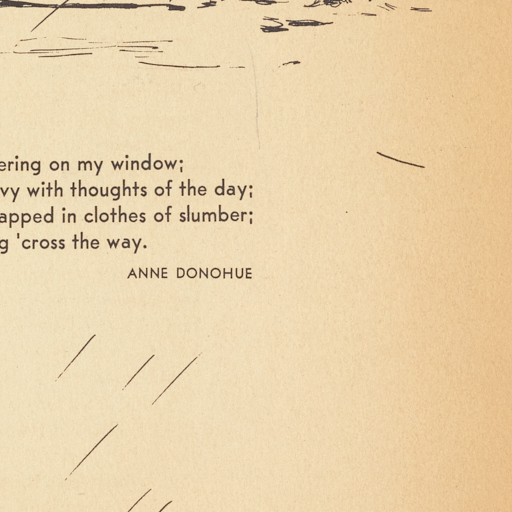 ering on my window;
vy with thoughts of the day;
apped in clothes of slumber;
g 'cross the way.
ANNE DONOHUE